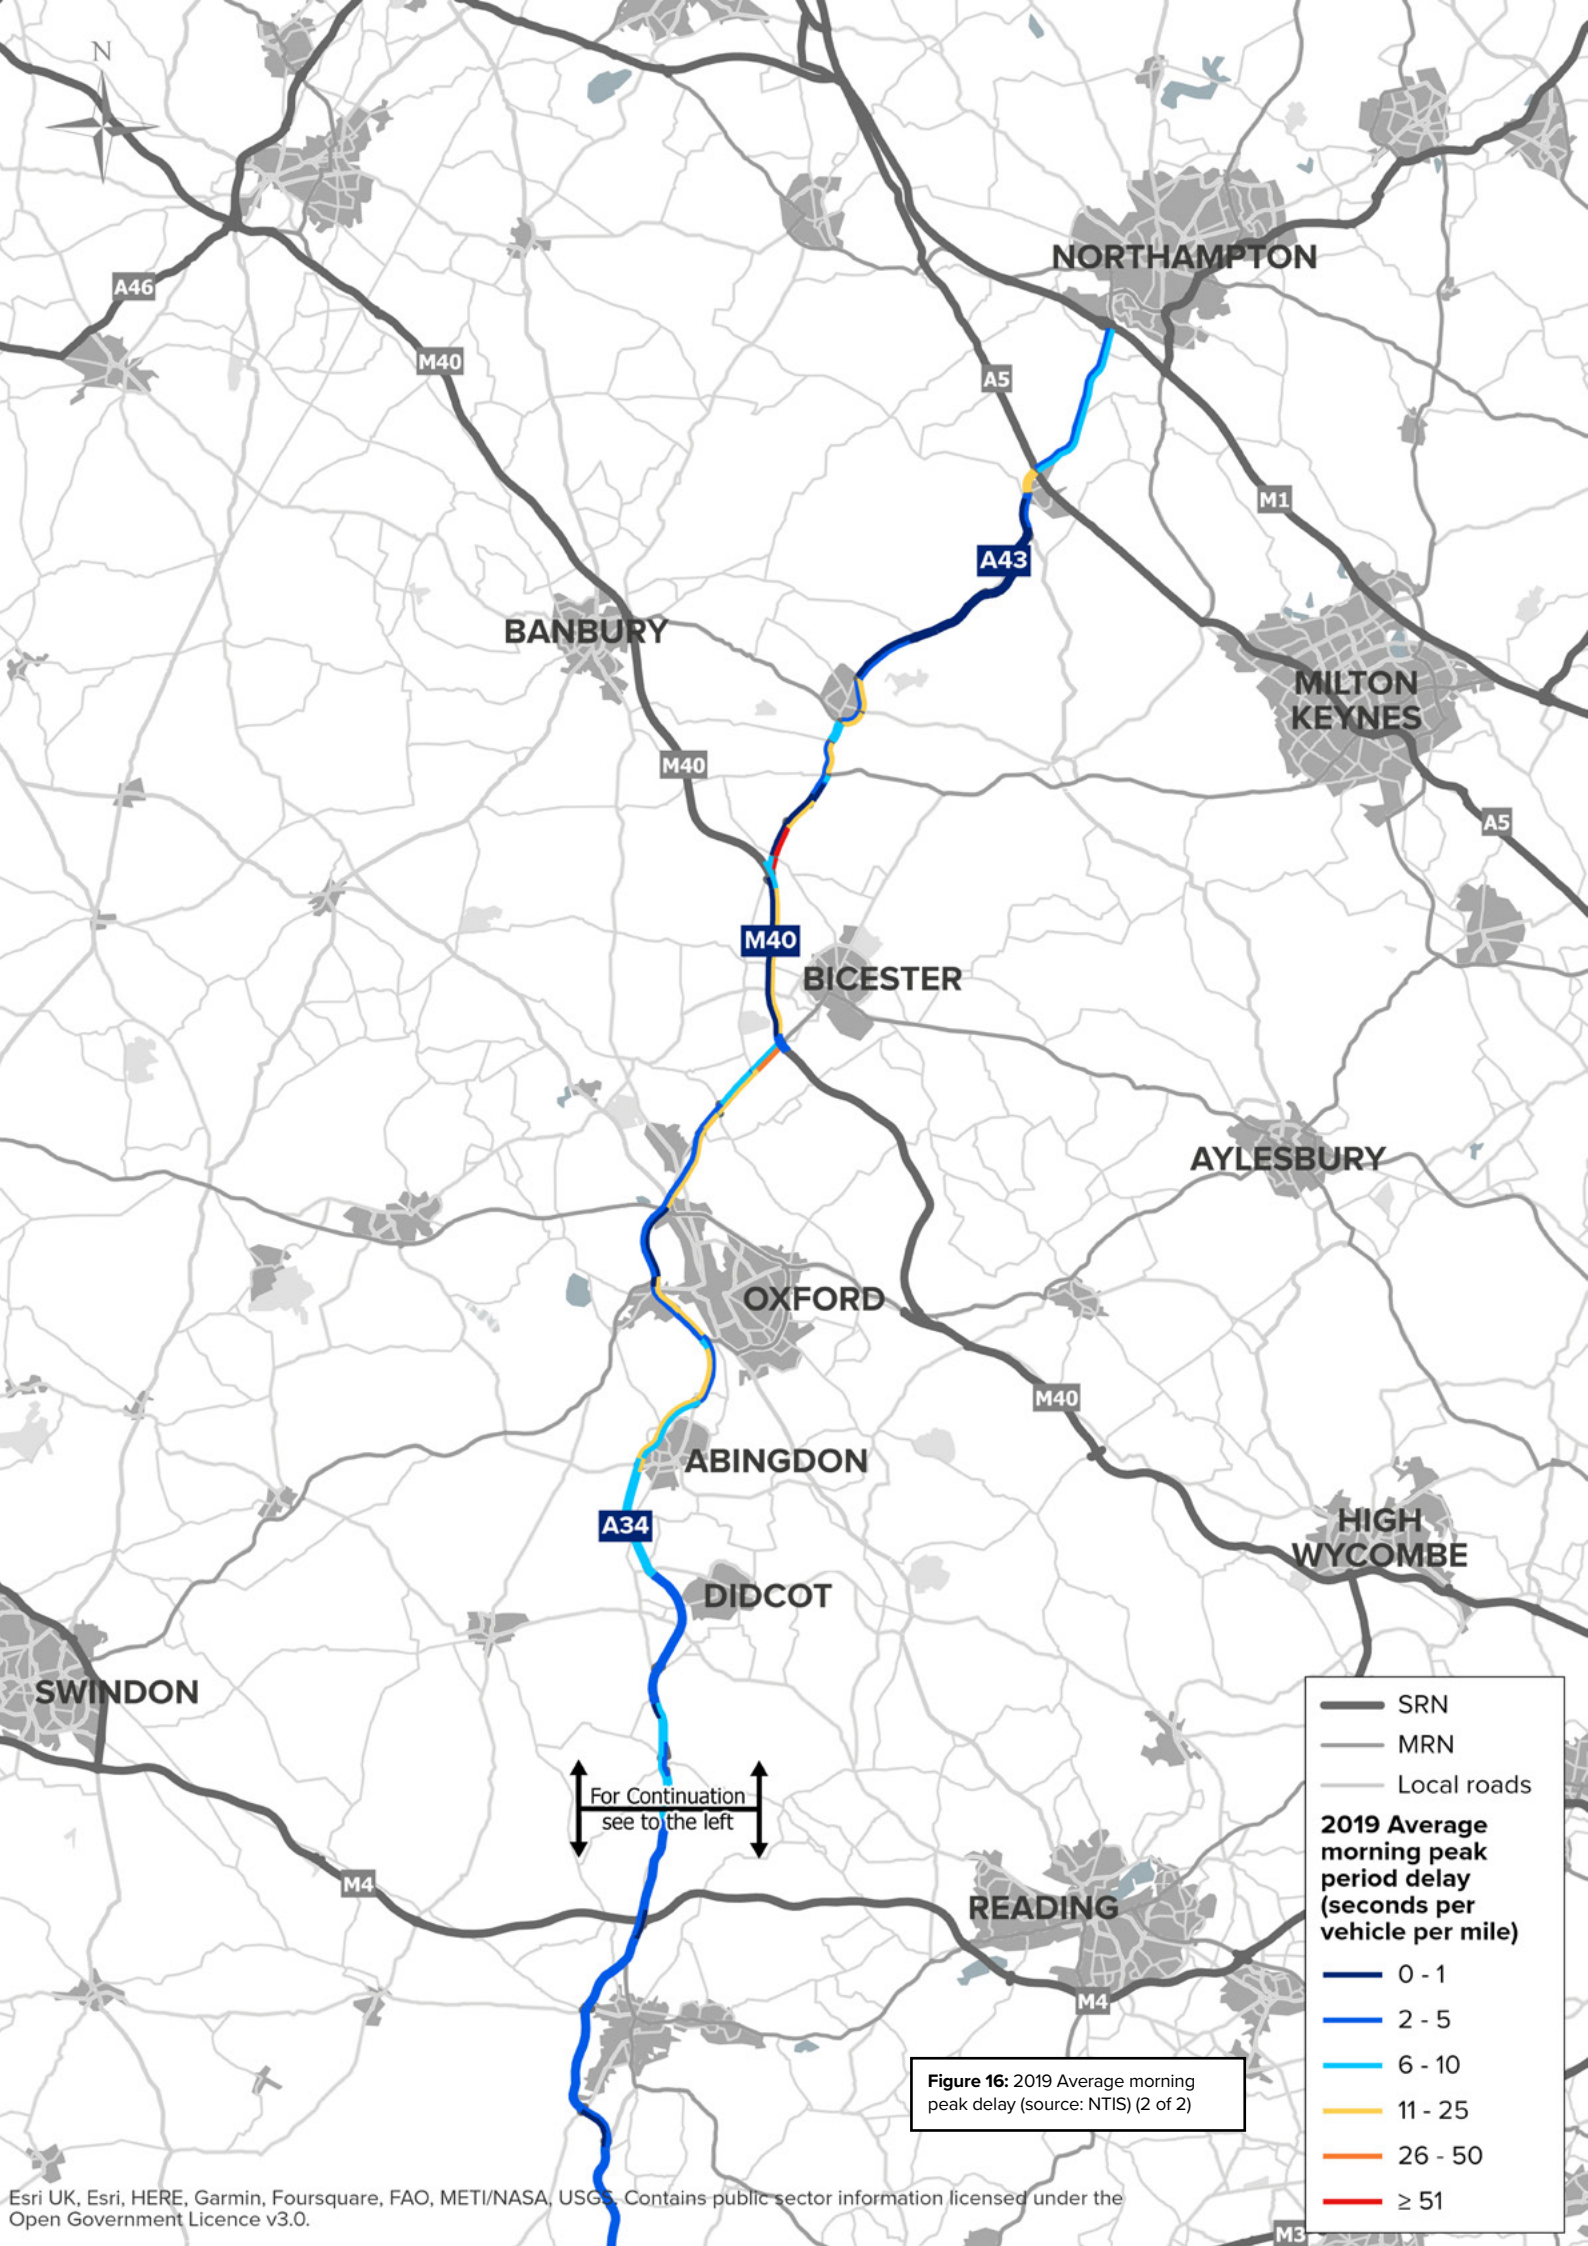 N
NORTHAMPTON
A46
M40
A5
M1
A43
BANBURY
MILTON
KEYNES
M40
A5
M40
BICESTER
AYLESBURY
OXFORD
M40
ABINGDON
A34
HIGH
WYCOMBE
DIDCOT
SWINDON
For Continuation
see to the left
M4
READING
M4
M3
SRN
MRN
Local roads
2019 Average
morning peak
period delay
(seconds per
vehicle per mile)
0 - 1
2 - 5
6 - 10
11 - 25
26 - 50
≥ 51
Figure 16: 2019 Average morning
peak delay (source: NTIS) (2 of 2)
Esri UK, Esri, HERE, Garmin, Foursquare, FAO, METI/NASA, USGS. Contains public sector information licensed under the
Open Government Licence v3.0.